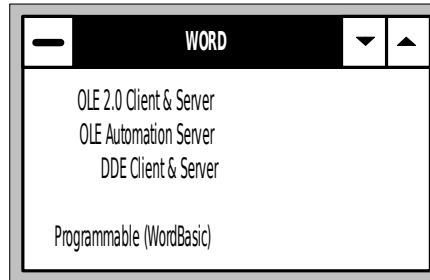 WORD
OLE 2.0 Client & Server
OLE Automation Server
DDE Client & Server
Programmable (WordBasic)